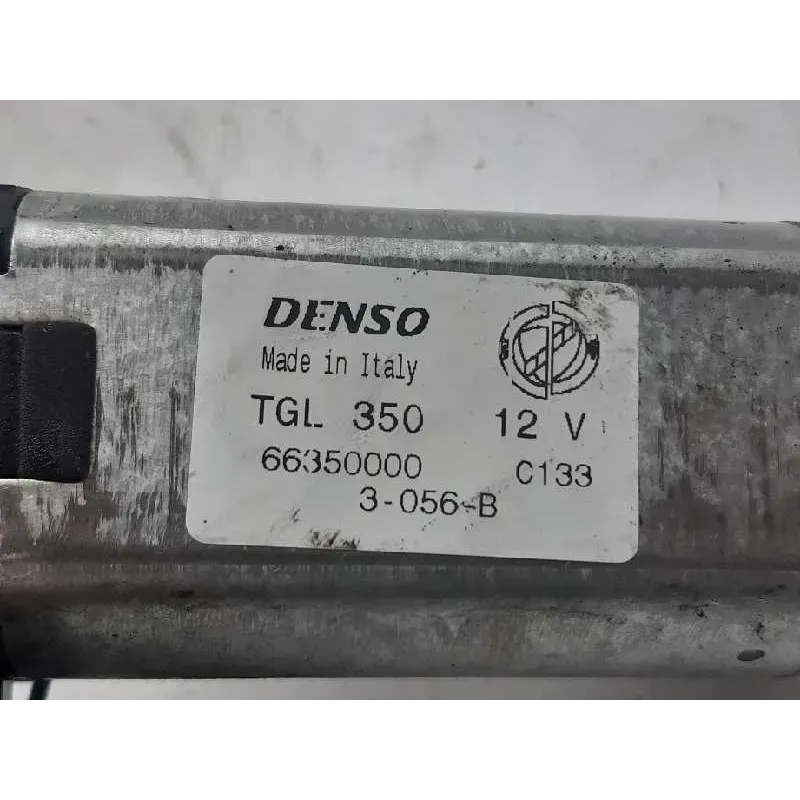 DENSO
Made in Italy
TGL 350 12 V
66350000 C133
3-056-B